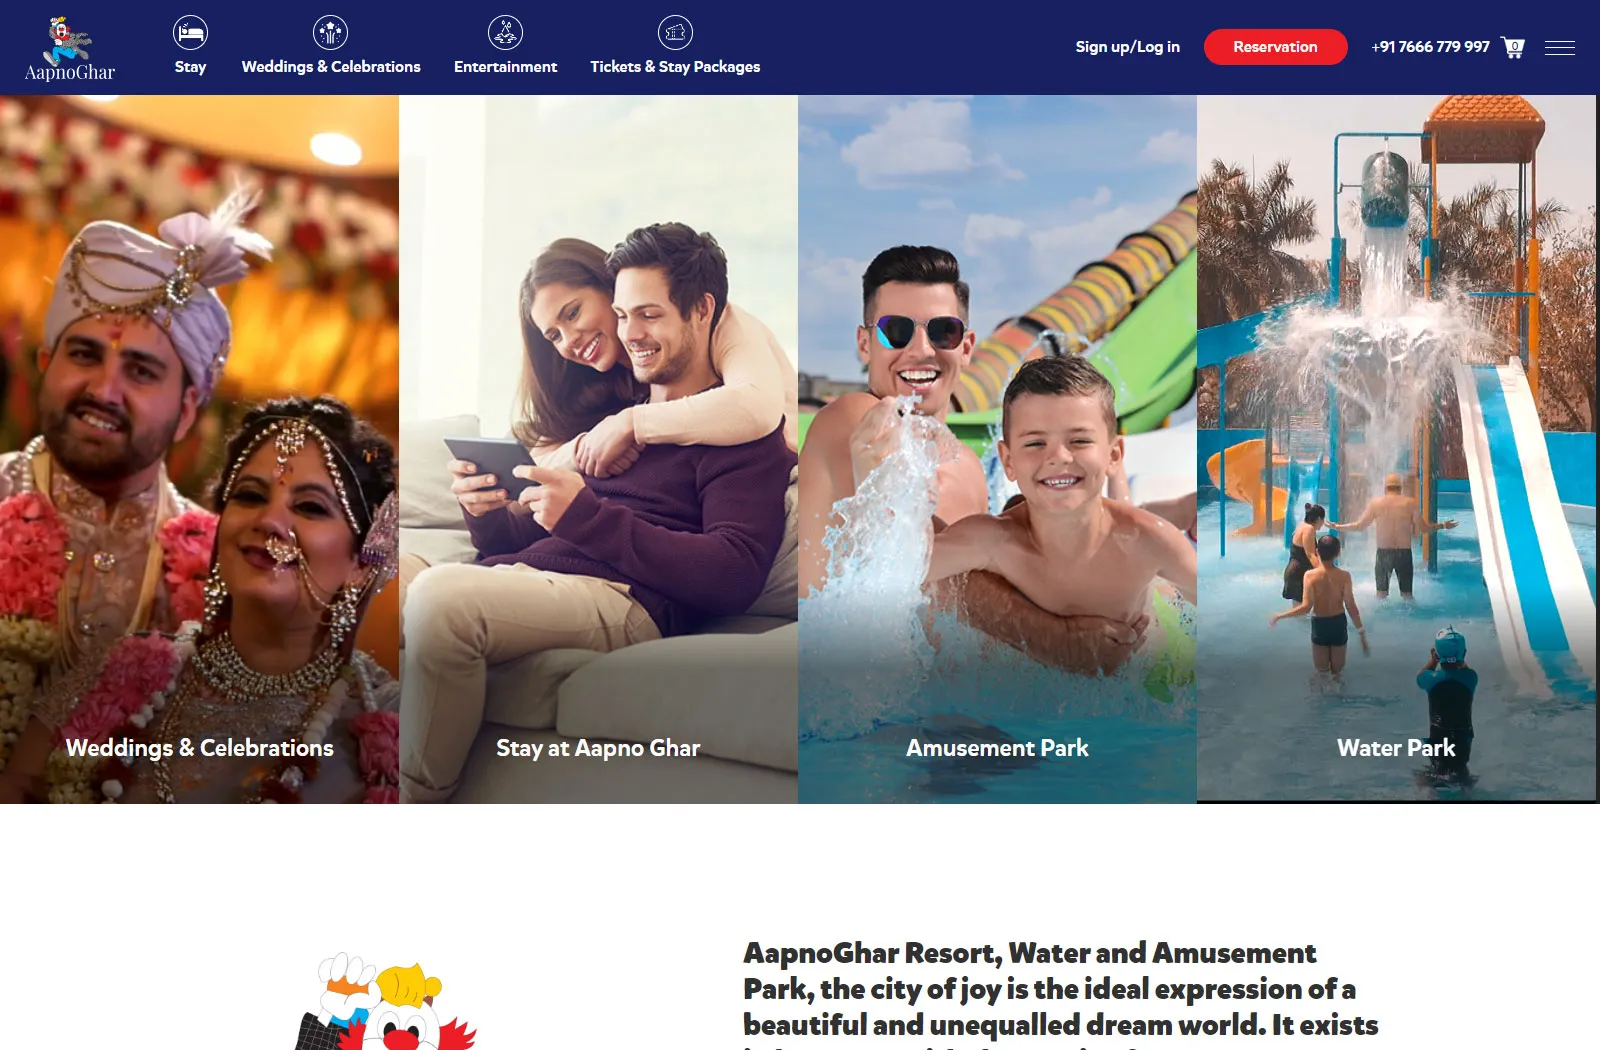 AapnoGhar
Stay
Weddings & Celebrations
Entertainment
Tickets & Stay Packages
Sign up/Log in
Reservation
+91 7666 779 997
0
Weddings & Celebrations
Stay at Aapno Ghar
Amusement Park
Water Park
AapnoGhar Resort, Water and Amusement
Park, the city of joy is the ideal expression of a
beautiful and unequalled dream world. It exists